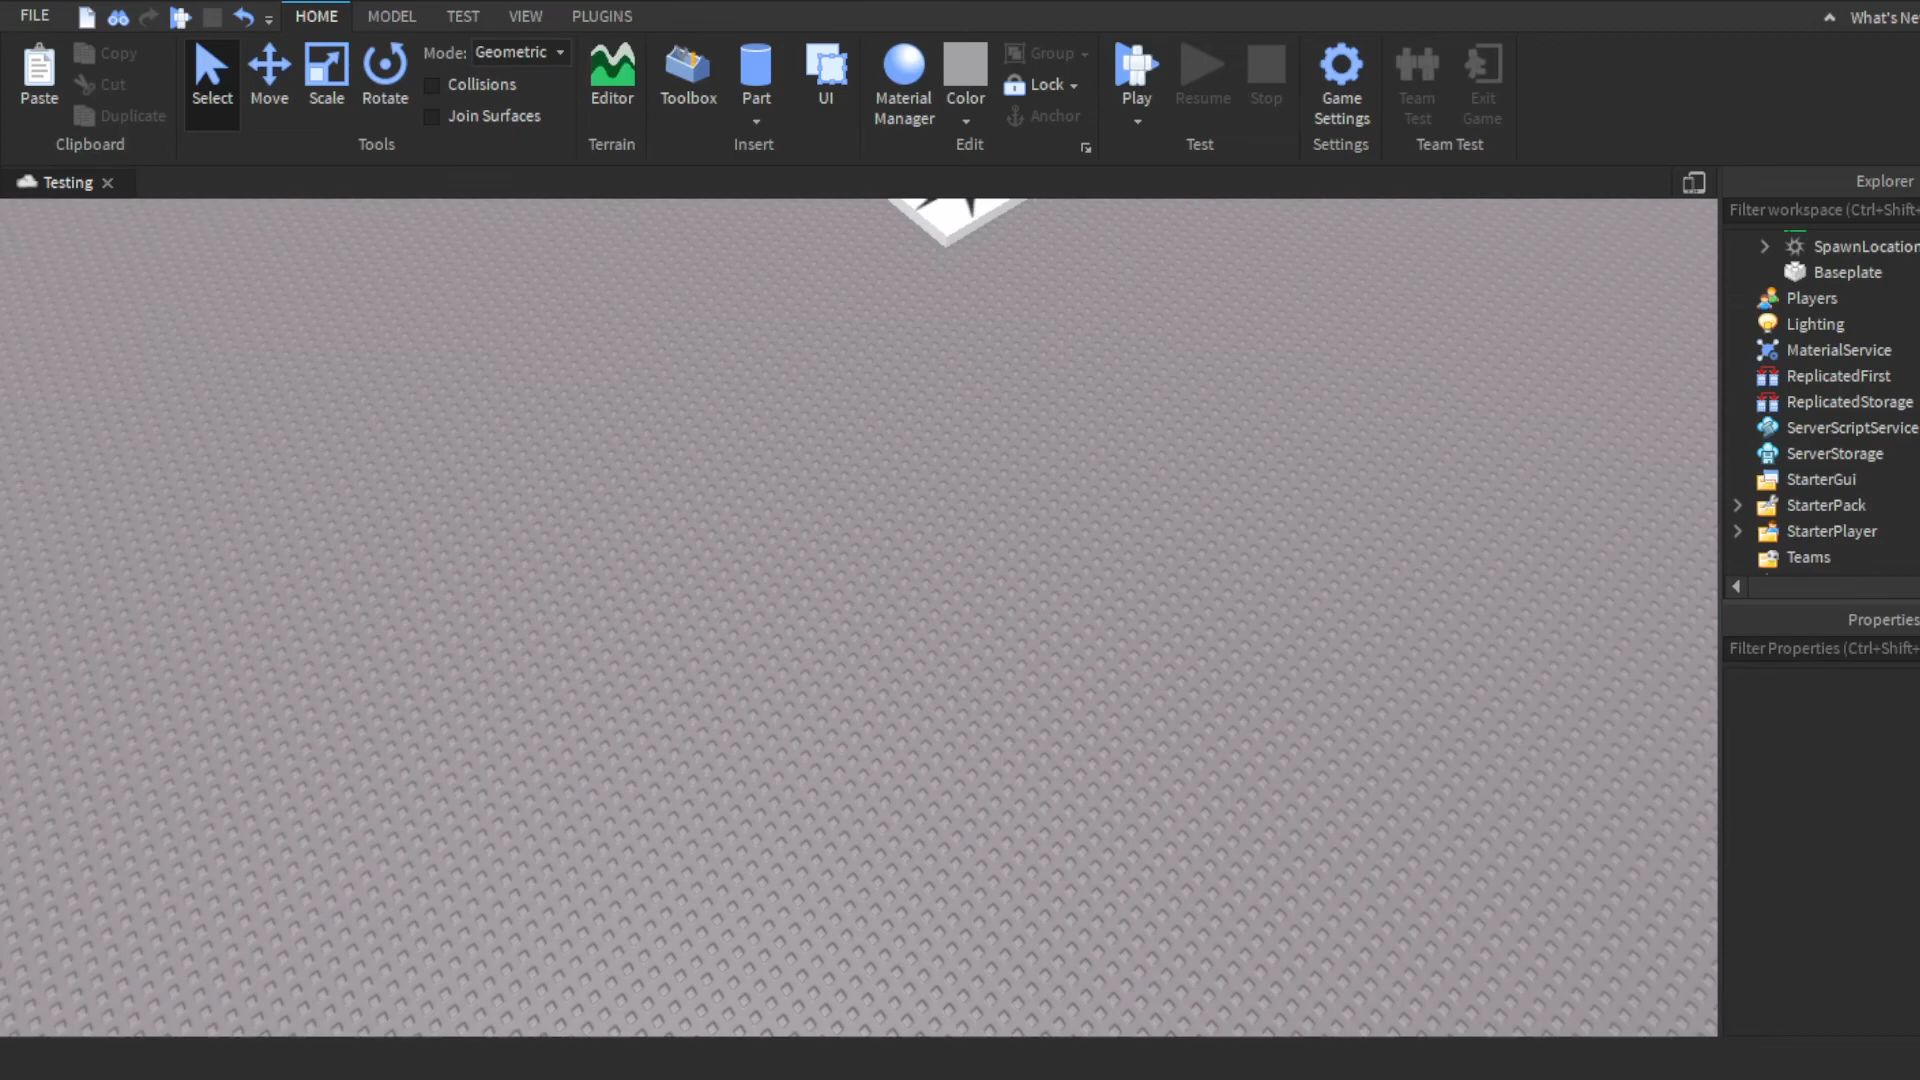 FILE HOME MODEL TEST VIEW PLUGINS What's Ne
Paste Copy Cut Duplicate Clipboard
Select Move Scale Rotate Mode: Geometric Collisions Join Surfaces Tools
Editor Terrain
Toolbox Part UI Insert
Material Manager Color Group Lock Anchor Edit
Play Resume Stop Test
Game Settings Settings
Team Test Exit Game Team Test
Testing
Explorer
Filter workspace (Ctrl+Shift+
SpawnLocation
Baseplate
Players
Lighting
MaterialService
ReplicatedFirst
ReplicatedStorage
ServerScriptService
ServerStorage
StarterGui
StarterPack
StarterPlayer
Teams
Properties
Filter Properties (Ctrl+Shift+